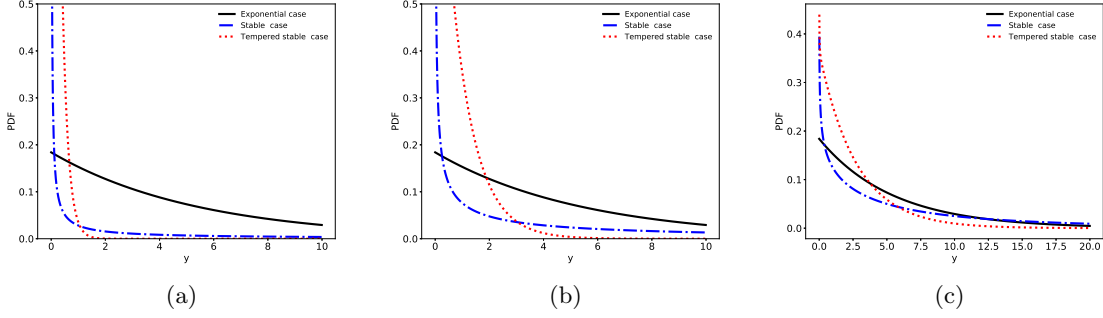 Exponential case
Stable case
Tempered stable case
PDF
0.5
0.4
0.3
0.2
0.1
0.0
0 2 4 6 8 10
y
(a)
Exponential case
Stable case
Tempered stable case
PDF
0.5
0.4
0.3
0.2
0.1
0.0
0 2 4 6 8 10
y
(b)
Exponential case
Stable case
Tempered stable case
PDF
0.4
0.3
0.2
0.1
0.0
0.0 2.5 5.0 7.5 10.0 12.5 15.0 17.5 20.0
y
(c)